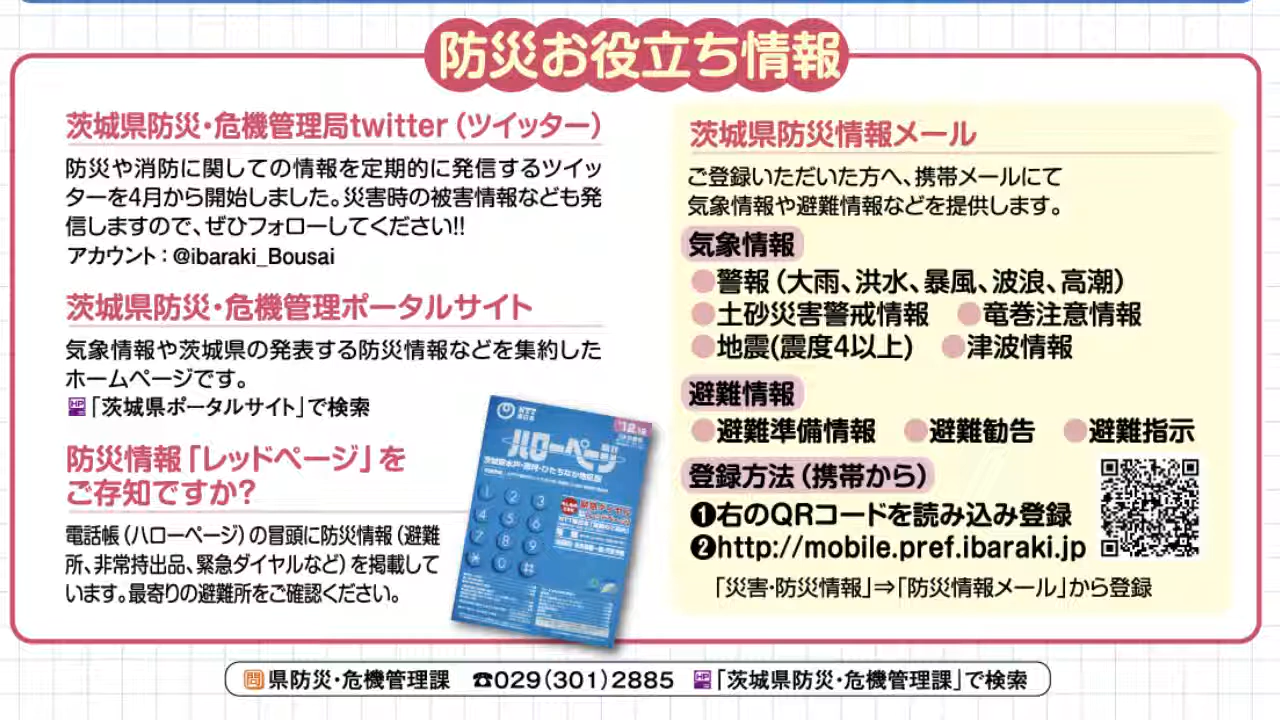 防災お役立ち情報
茨城県防災・危機管理局twitter（ツイッター）
防災や消防に関しての情報を定期的に発信するツイッ
ターを4月から開始しました。災害時の被害情報なども発
信しますので、ぜひフォローしてください!!
アカウント：@ibaraki_Bousai
茨城県防災・危機管理ポータルサイト
気象情報や茨城県の発表する防災情報などを集約した
ホームページです。
HP「茨城県ポータルサイト」で検索
防災情報「レッドページ」を
ご存知ですか?
電話帳（ハローページ）の冒頭に防災情報（避難
所、非常持出品、緊急ダイヤルなど）を掲載して
います。最寄りの避難所をご確認ください。
NTT
東日本
ハローページ
1 2 3
4 5 6
7 8 9
* 0 #
茨城県防災情報メール
ご登録いただいた方へ、携帯メールにて
気象情報や避難情報などを提供します。
気象情報
●警報（大雨、洪水、暴風、波浪、高潮）
●土砂災害警戒情報 ●竜巻注意情報
●地震(震度4以上) ●津波情報
避難情報
●避難準備情報 ●避難勧告 ●避難指示
登録方法（携帯から）
❶右のQRコードを読み込み登録
❷http://mobile.pref.ibaraki.jp
「災害・防災情報」⇒「防災情報メール」から登録
問県防災・危機管理課 ☎029(301)2885 HP「茨城県防災・危機管理課」で検索